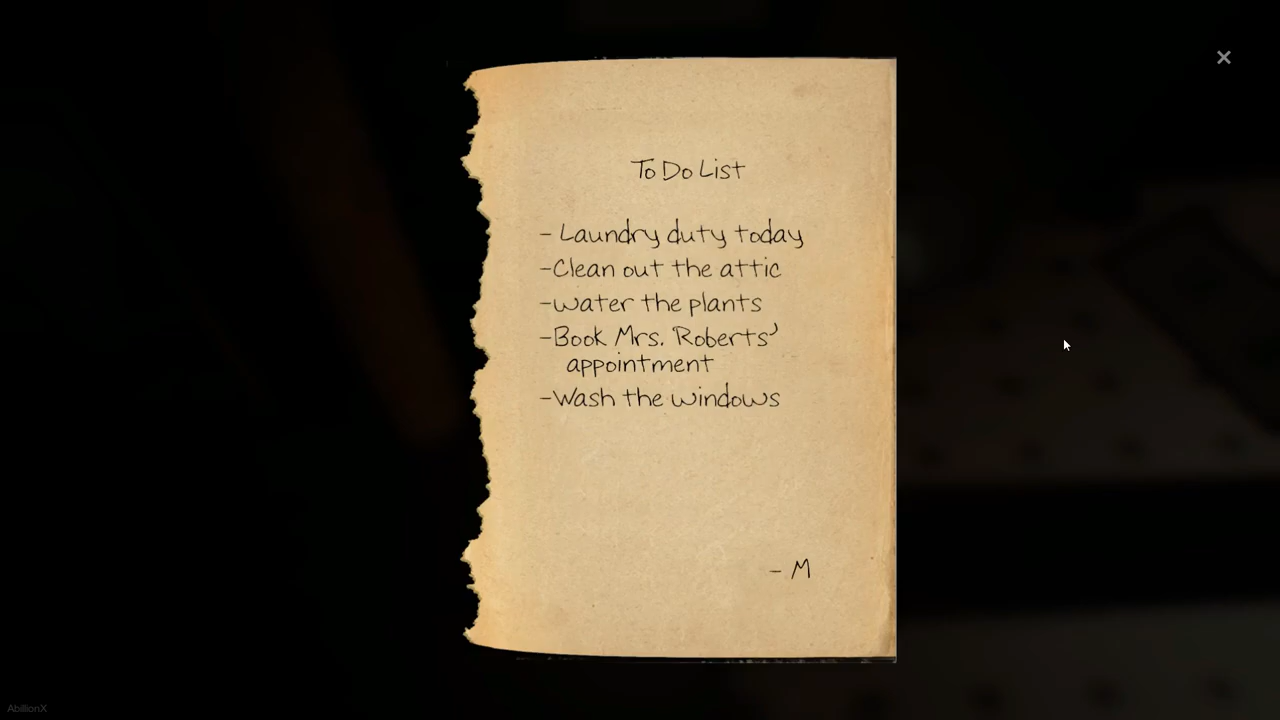 To Do List
- Laundry duty today
-Clean out the attic
-water the plants
-Book Mrs. Roberts'
appointment
-Wash the windows
- M
AbillionX